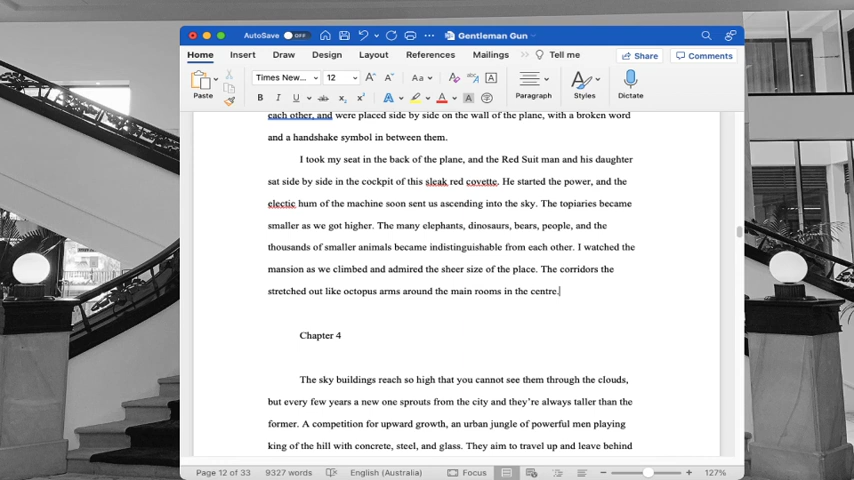 AutoSave OFF
Gentleman Gun
Home Insert Draw Design Layout References Mailings Tell me Share Comments
Paste Times New... 12 Aa A Paragraph Styles Dictate
B I U ab x₂ x² A A
each other, and were placed side by side on the wall of the plane, with a broken word
and a handshake symbol in between them.
I took my seat in the back of the plane, and the Red Suit man and his daughter
sat side by side in the cockpit of this sleak red covette. He started the power, and the
electic hum of the machine soon sent us ascending into the sky. The topiaries became
smaller as we got higher. The many elephants, dinosaurs, bears, people, and the
thousands of smaller animals became indistinguishable from each other. I watched the
mansion as we climbed and admired the sheer size of the place. The corridors the
stretched out like octopus arms around the main rooms in the centre.
Chapter 4
The sky buildings reach so high that you cannot see them through the clouds,
but every few years a new one sprouts from the city and they're always taller than the
former. A competition for upward growth, an urban jungle of powerful men playing
king of the hill with concrete, steel, and glass. They aim to travel up and leave behind
Page 12 of 33 9327 words English (Australia) Focus 127%